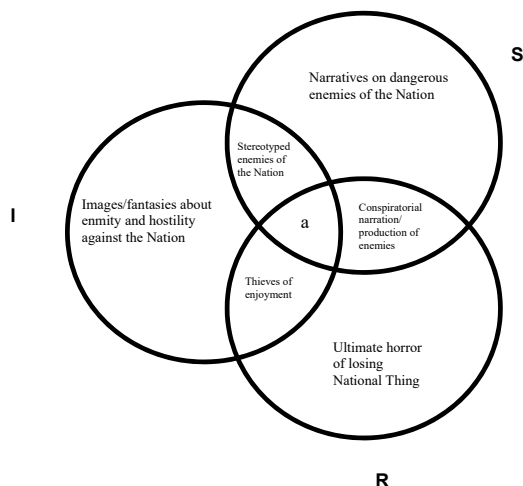 S
Narratives on dangerous
enemies of the Nation
Stereotyped
enemies of
the Nation
I
Images/fantasies about
enmity and hostility
against the Nation
a
Conspiratorial
narration/
production of
enemies
Thieves of
enjoyment
Ultimate horror
of losing
National Thing
R